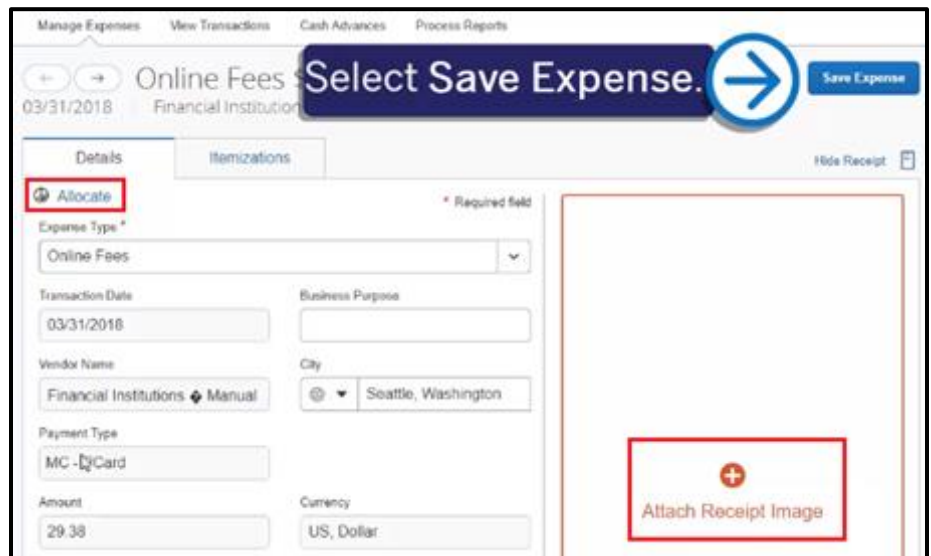 Manage Expenses View Transactions Cash Advances Process Reports
Online Fees
Select Save Expense.
Save Expense
03/31/2018 Financial Institution
Details Itemizations
Hide Receipt
Allocate
* Required field
Expense Type *
Online Fees
Transaction Date Business Purpose
03/31/2018
Vendor Name City
Financial Institutions � Manual Seattle, Washington
Payment Type
MC - Card
Amount Currency
29.38 US, Dollar
Attach Receipt Image